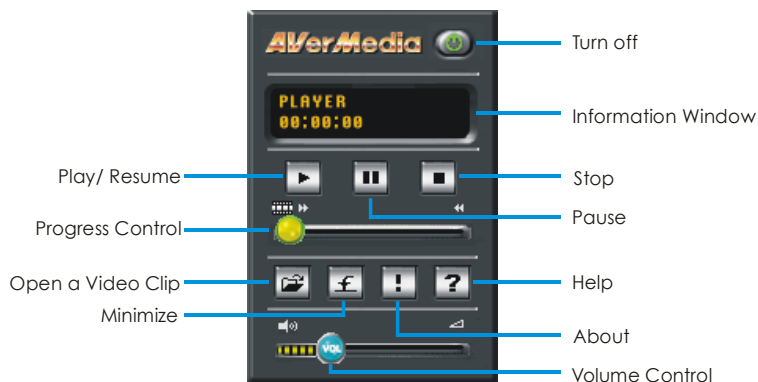 AVerMedia
Turn off
PLAYER
00:00:00
Information Window
Play/ Resume
Stop
Pause
Progress Control
Open a Video Clip
?
!
Help
Minimize
About
VOL
Volume Control